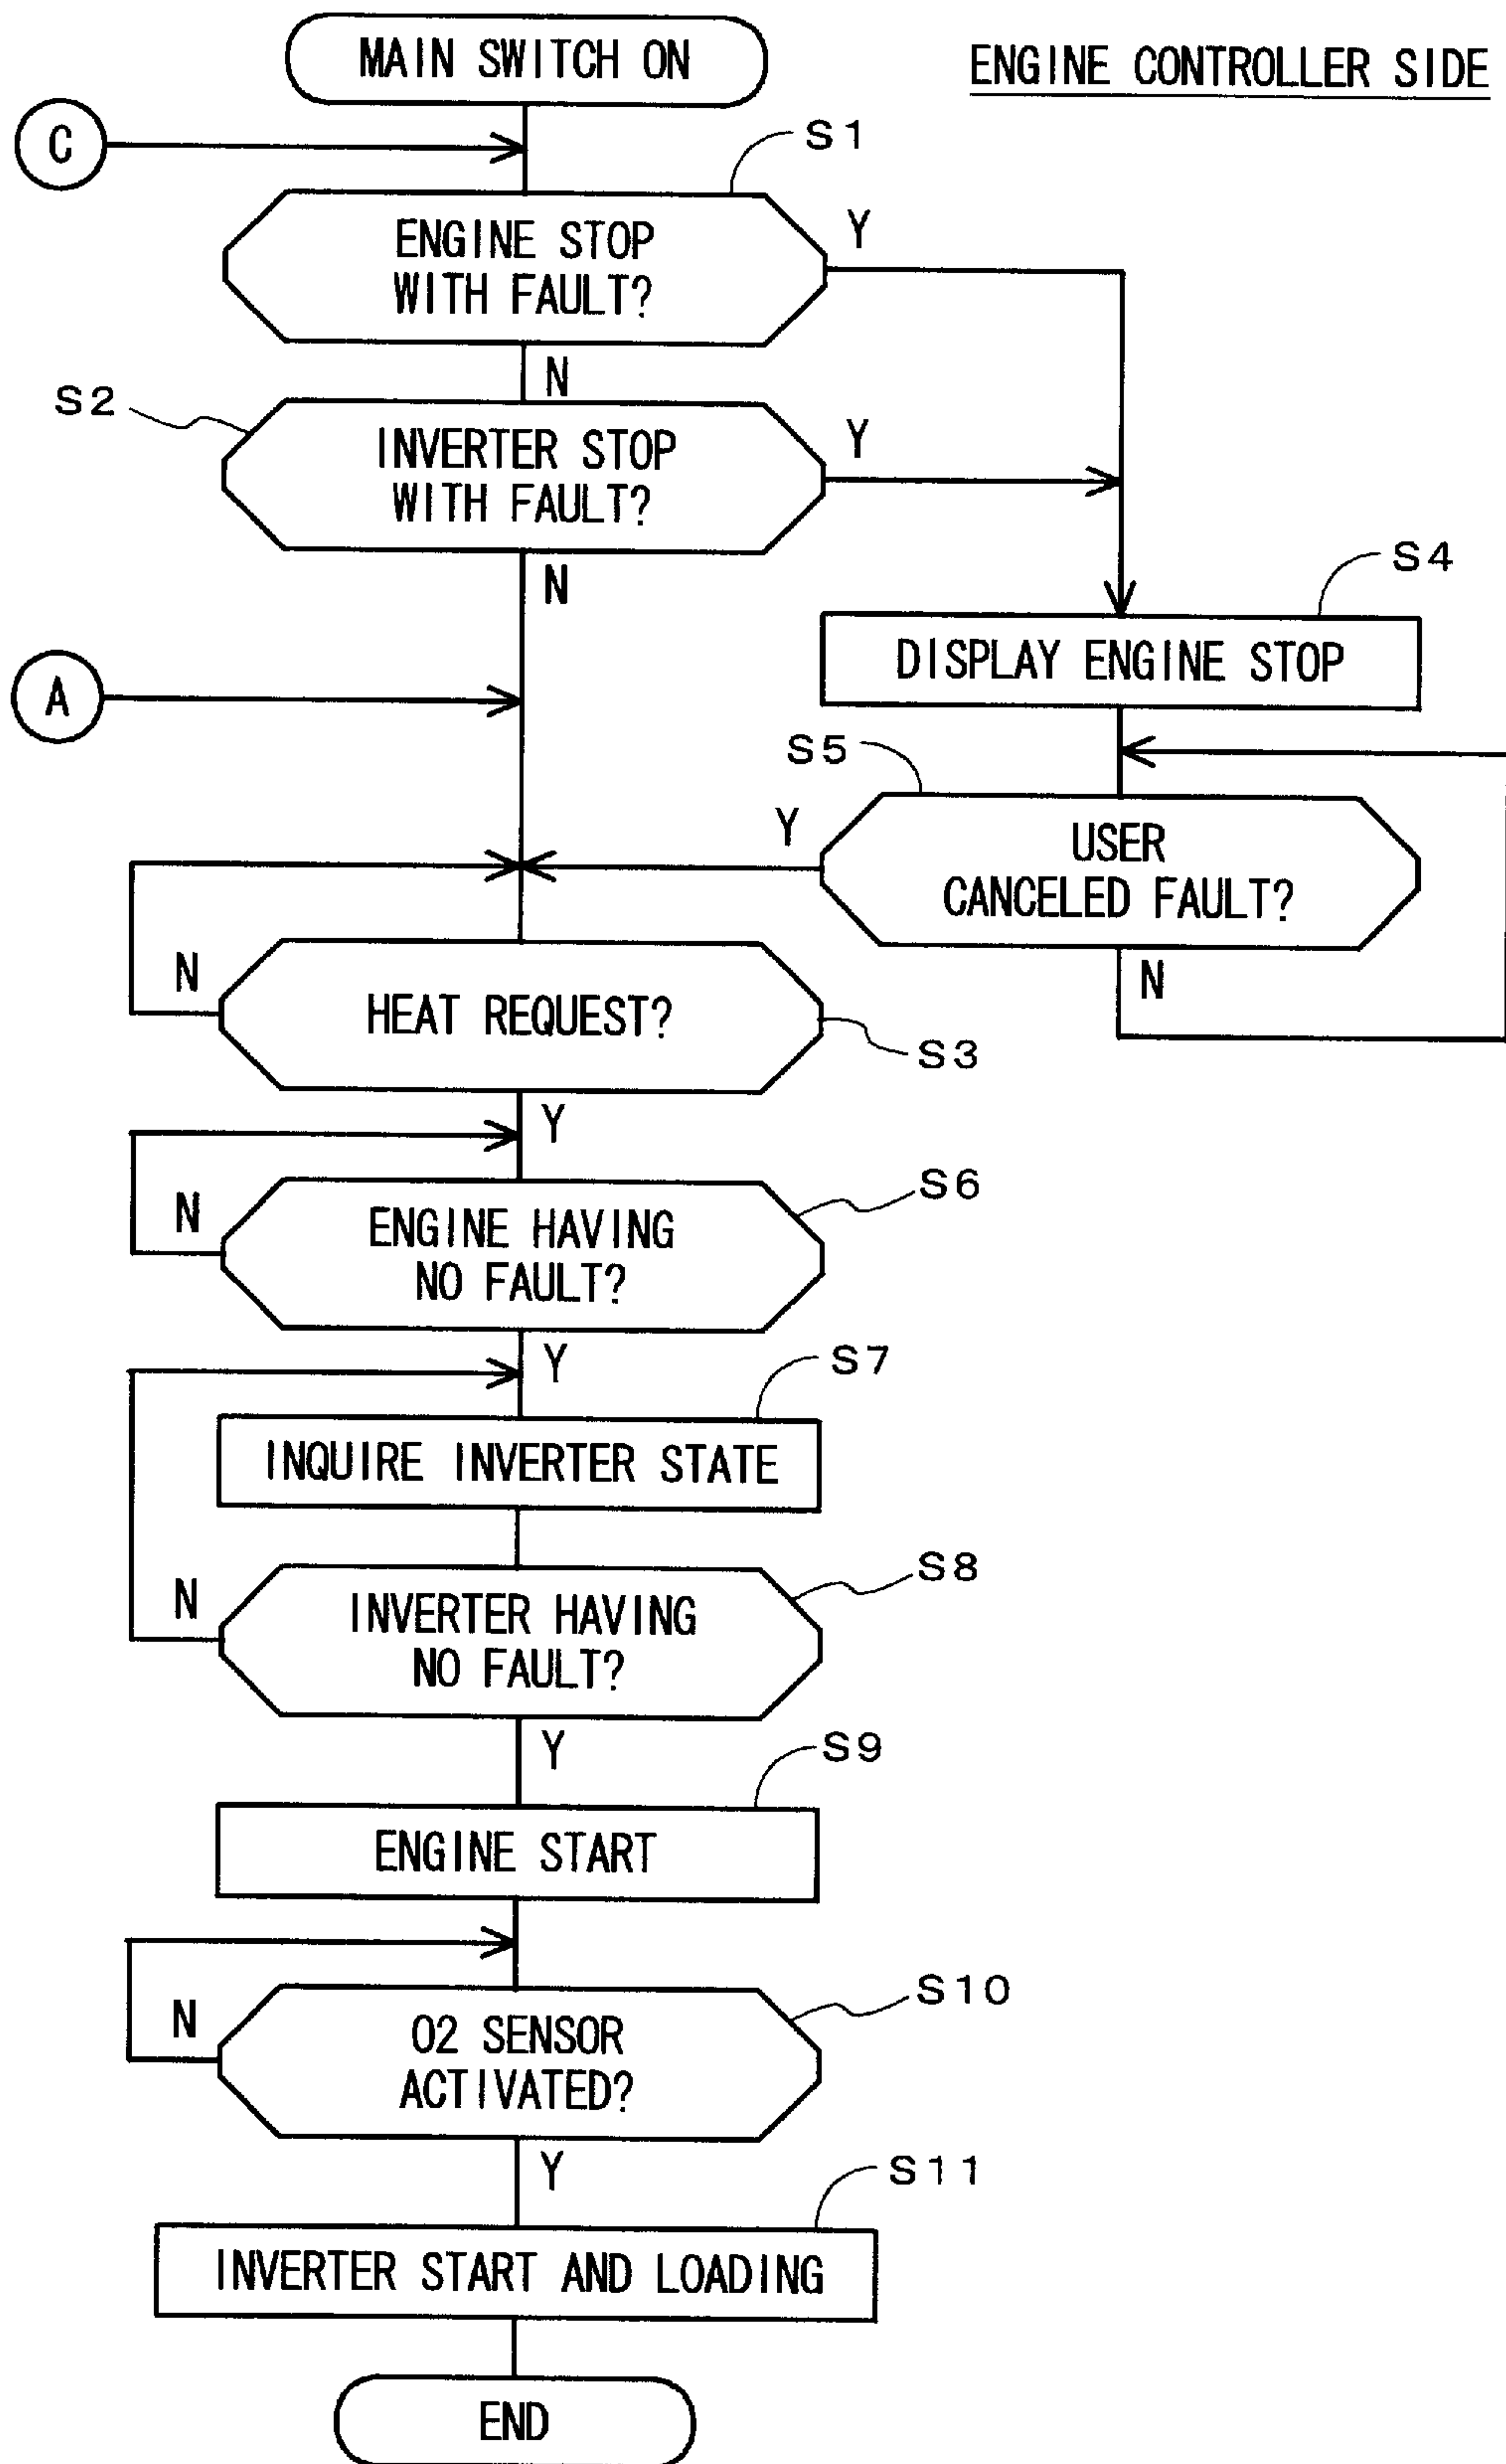 MAIN SWITCH ON
ENGINE CONTROLLER SIDE
C
S1
ENGINE STOP
WITH FAULT?
Y
N
S2
INVERTER STOP
WITH FAULT?
Y
N
S4
DISPLAY ENGINE STOP
A
S5
USER
CANCELED FAULT?
Y
N
HEAT REQUEST?
N
S3
Y
S6
ENGINE HAVING
NO FAULT?
N
Y
S7
INQUIRE INVERTER STATE
S8
INVERTER HAVING
NO FAULT?
N
Y
S9
ENGINE START
S10
O2 SENSOR
ACTIVATED?
N
Y
S11
INVERTER START AND LOADING
END